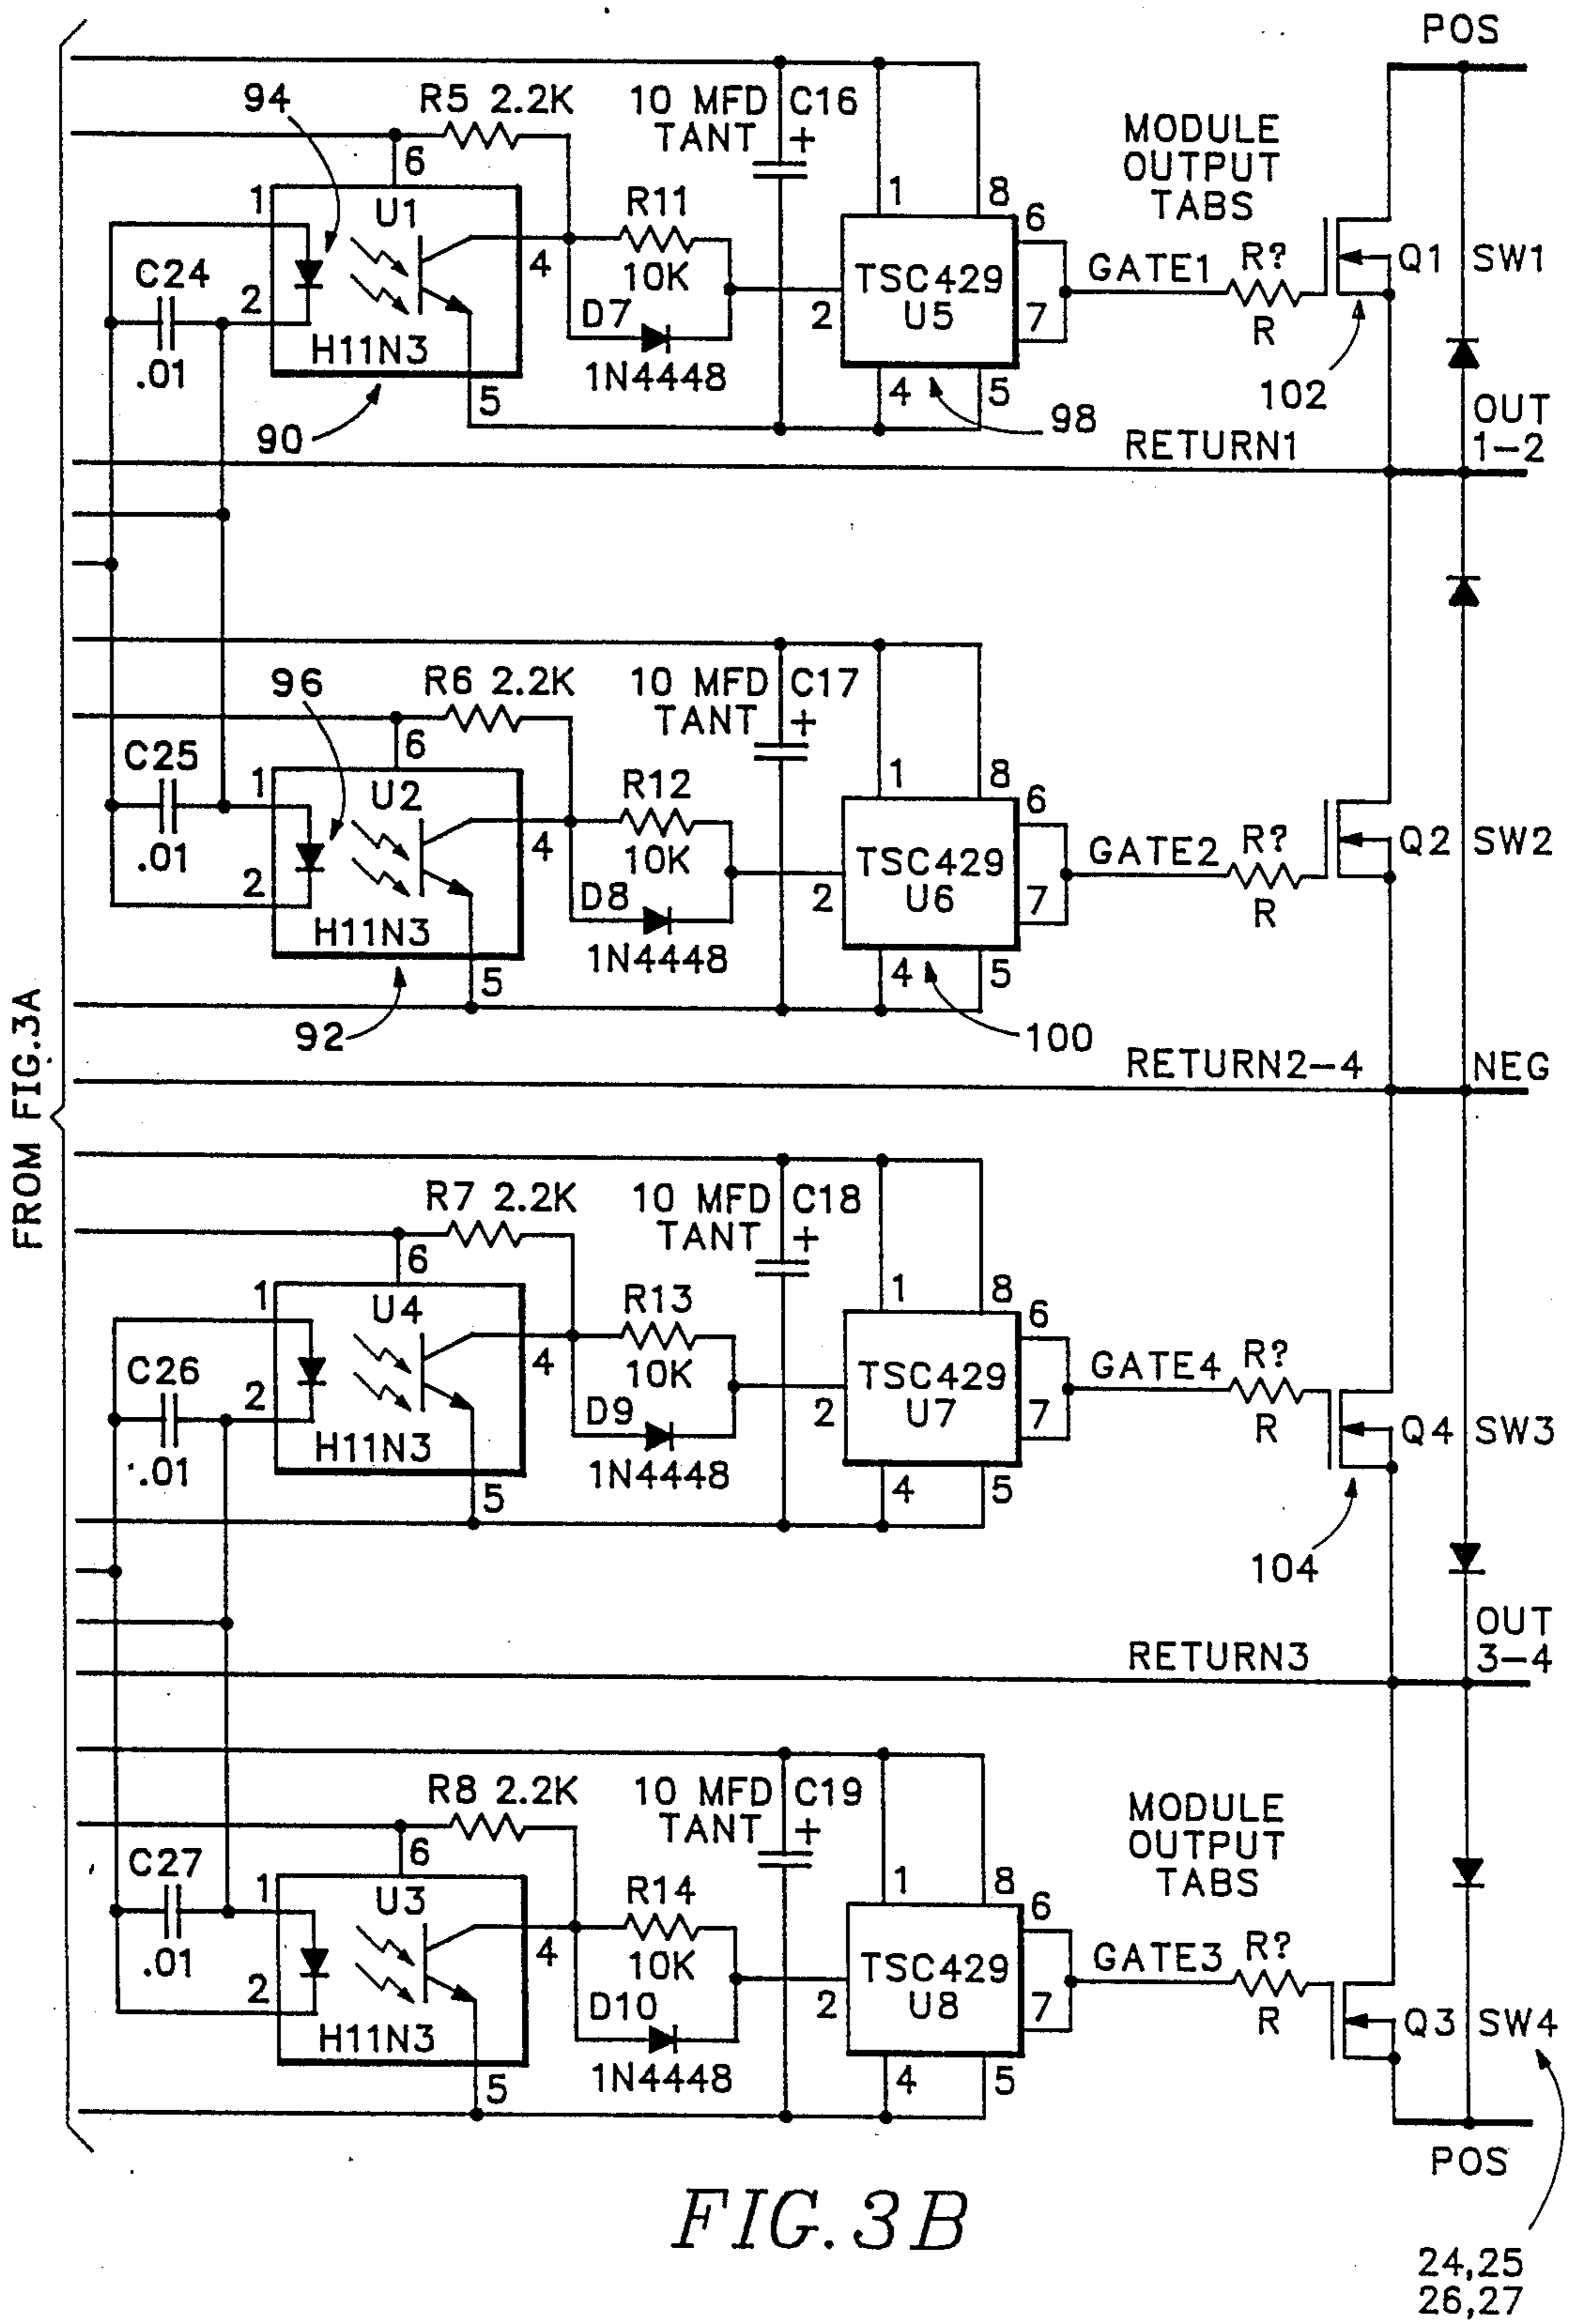 POS
94
R5 2.2K
10 MFD C16
TANT +
MODULE
OUTPUT
TABS
6
1
U1
R11
1
8
6
C24
4
10K
TSC429
GATE1
R?
Q1
SW1
2
D7
2
U5
7
R
.01
H11N3
1N4448
5
4
5
102
90
98
OUT
1-2
RETURN1
96
R6 2.2K
10 MFD C17
TANT +
6
C25
1
U2
R12
1
8
6
4
10K
TSC429
GATE2
R?
Q2
SW2
.01
2
D8
2
U6
7
R
H11N3
1N4448
5
4
5
92
100
RETURN2-4
NEG
FROM FIG.3A
R7 2.2K
10 MFD C18
TANT +
6
1
U4
R13
1
8
6
C26
4
10K
TSC429
GATE4
R?
Q4
SW3
2
D9
2
U7
7
R
.01
H11N3
1N4448
5
4
5
104
OUT
3-4
RETURN3
R8 2.2K
10 MFD C19
TANT +
MODULE
OUTPUT
TABS
6
C27
1
U3
R14
1
8
6
4
10K
TSC429
GATE3
R?
Q3
SW4
.01
2
D10
2
U8
7
R
H11N3
1N4448
5
4
5
POS
FIG.3B
24,25
26,27